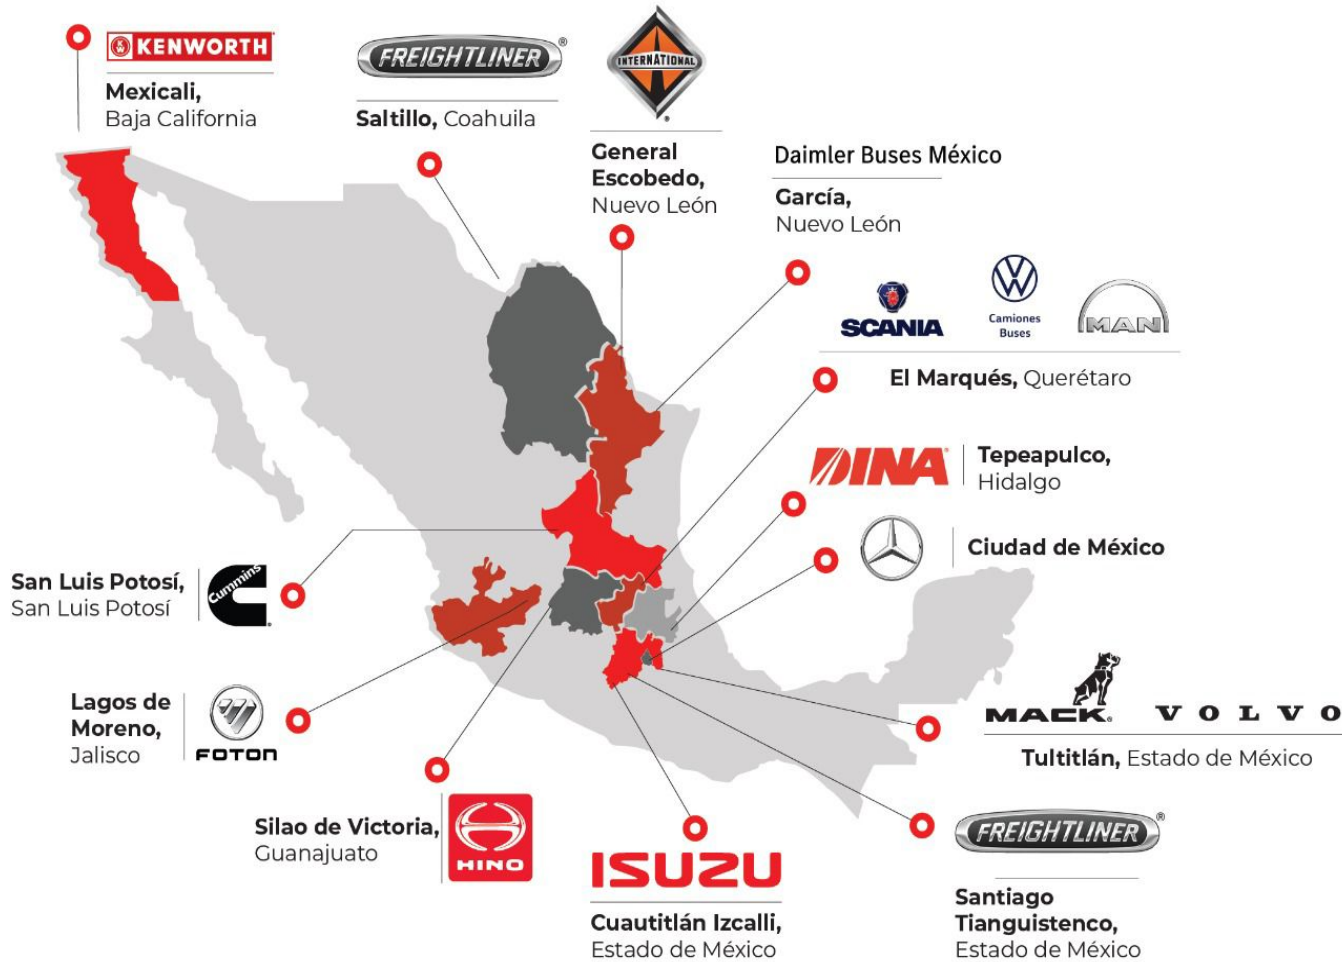 KENWORTH
Mexicali,
Baja California
FREIGHTLINER®
Saltillo, Coahuila
INTERNATIONAL®
General
Escobedo,
Nuevo León
Daimler Buses México
García,
Nuevo León
SCANIA
Camiones
Buses
MAN
El Marqués, Querétaro
DINA
Tepeapulco,
Hidalgo
Ciudad de México
San Luis Potosí,
San Luis Potosí
Cummins®
Lagos de
Moreno,
Jalisco
FOTON
MACK®
VOLVO
Tultitlán, Estado de México
Silao de Victoria,
Guanajuato
HINO
ISUZU
Cuautitlán Izcalli,
Estado de México
FREIGHTLINER®
Santiago
Tianguistenco,
Estado de México